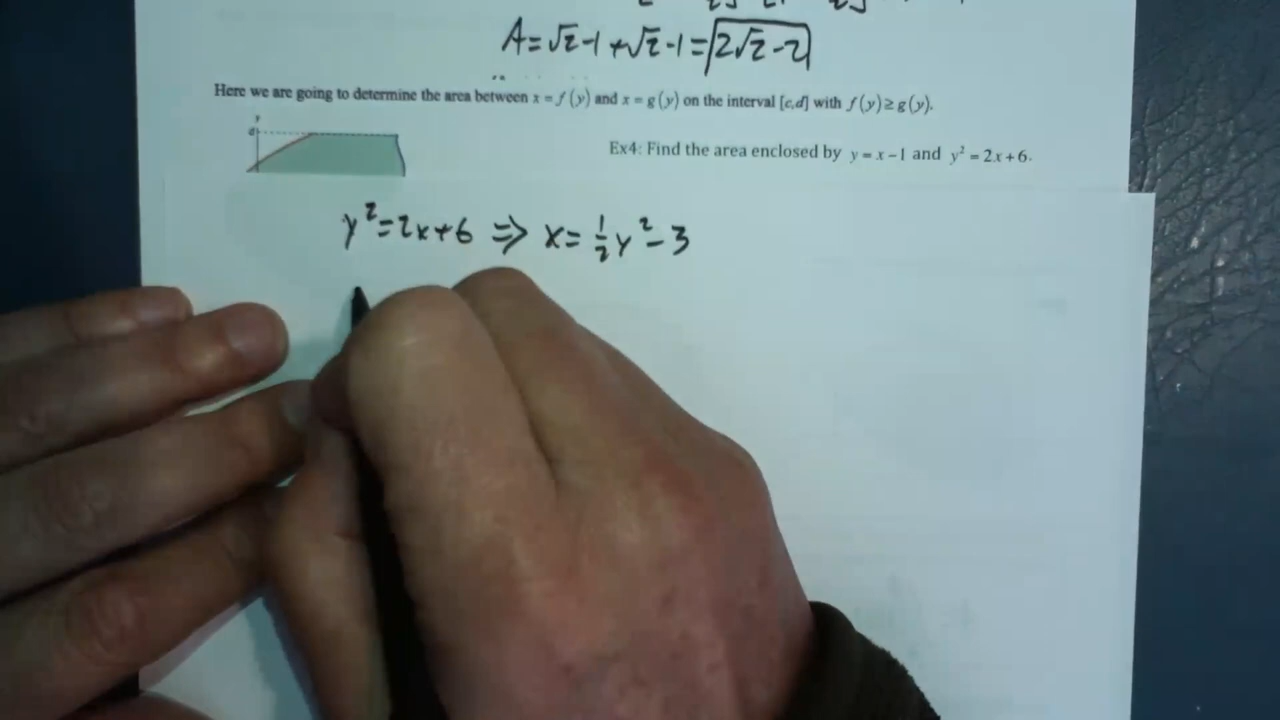 A=√2-1+√2-1=2√2-2
Here we are going to determine the area between x = f(y) and x = g(y) on the interval [c,d] with f(y)≥g(y).
y
d
Ex4: Find the area enclosed by y = x-1 and y² = 2x+6.
y²=2x+6 ⇒ x=½y²-3